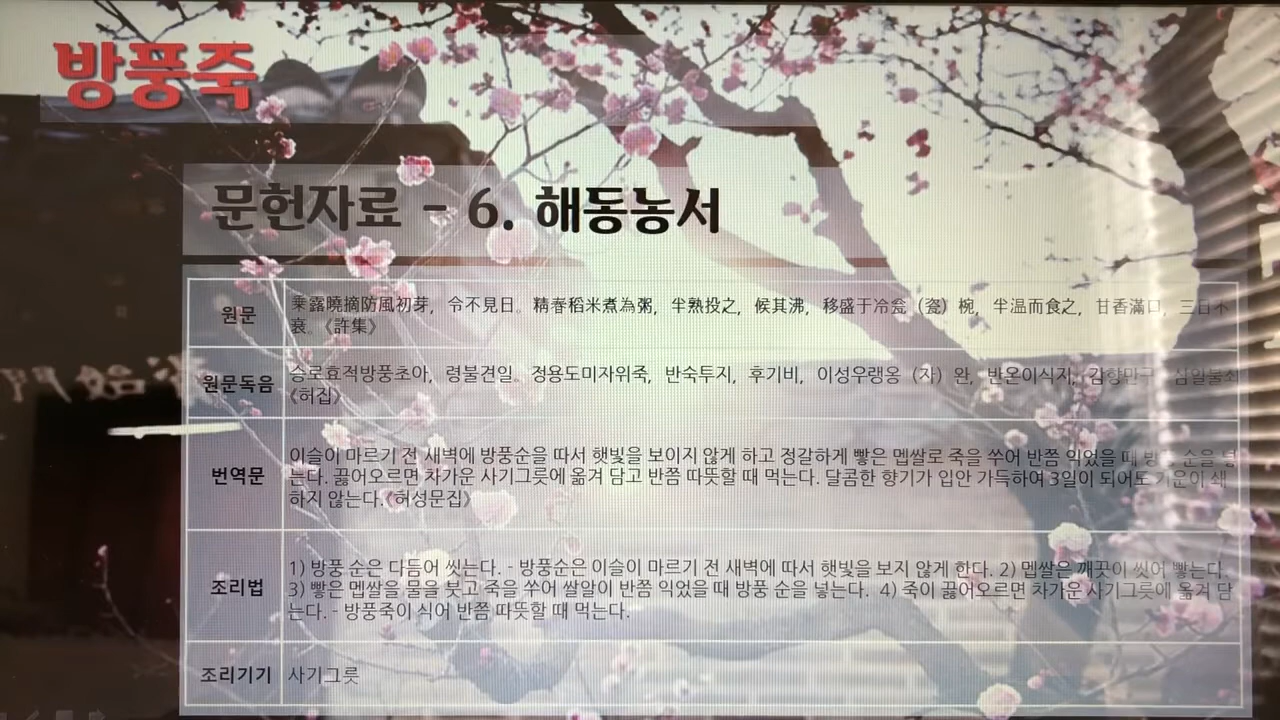 방풍죽
문헌자료 - 6. 해동농서
원문
乗露曉摘防風初芽, 令不見日。精舂稻米煮為粥, 半熟投之, 候其沸, 移盛于冷瓮（瓷）椀, 半温而食之, 甘香滿口, 三日不
衰。《許集》
원문독음
승로효적방풍초아, 령불견일. 정용도미자위죽, 반숙투지, 후기비, 이성우랭옹（자）완, 반온이식지, 감향만구, 삼일불쇠
《허집》
번역문
이슬이 마르기 전 새벽에 방풍순을 따서 햇빛을 보이지 않게 하고 정갈하게 빻은 멥쌀로 죽을 쑤어 반쯤 익었을 때 방풍 순을 넣
는다. 끓어오르면 차가운 사기그릇에 옮겨 담고 반쯤 따뜻할 때 먹는다. 달콤한 향기가 입안 가득하여 3일이 되어도 기운이 쇄
하지 않는다.《허성문집》
조리법
1) 방풍 순은 다듬어 씻는다. - 방풍순은 이슬이 마르기 전 새벽에 따서 햇빛을 보지 않게 한다. 2) 멥쌀은 깨끗이 씻어 빻는다.
3) 빻은 멥쌀을 물을 붓고 죽을 쑤어 쌀알이 반쯤 익었을 때 방풍 순을 넣는다. 4) 죽이 끓어오르면 차가운 사기그릇에 옮겨 담
는다. - 방풍죽이 식어 반쯤 따뜻할 때 먹는다.
조리기기
사기그릇